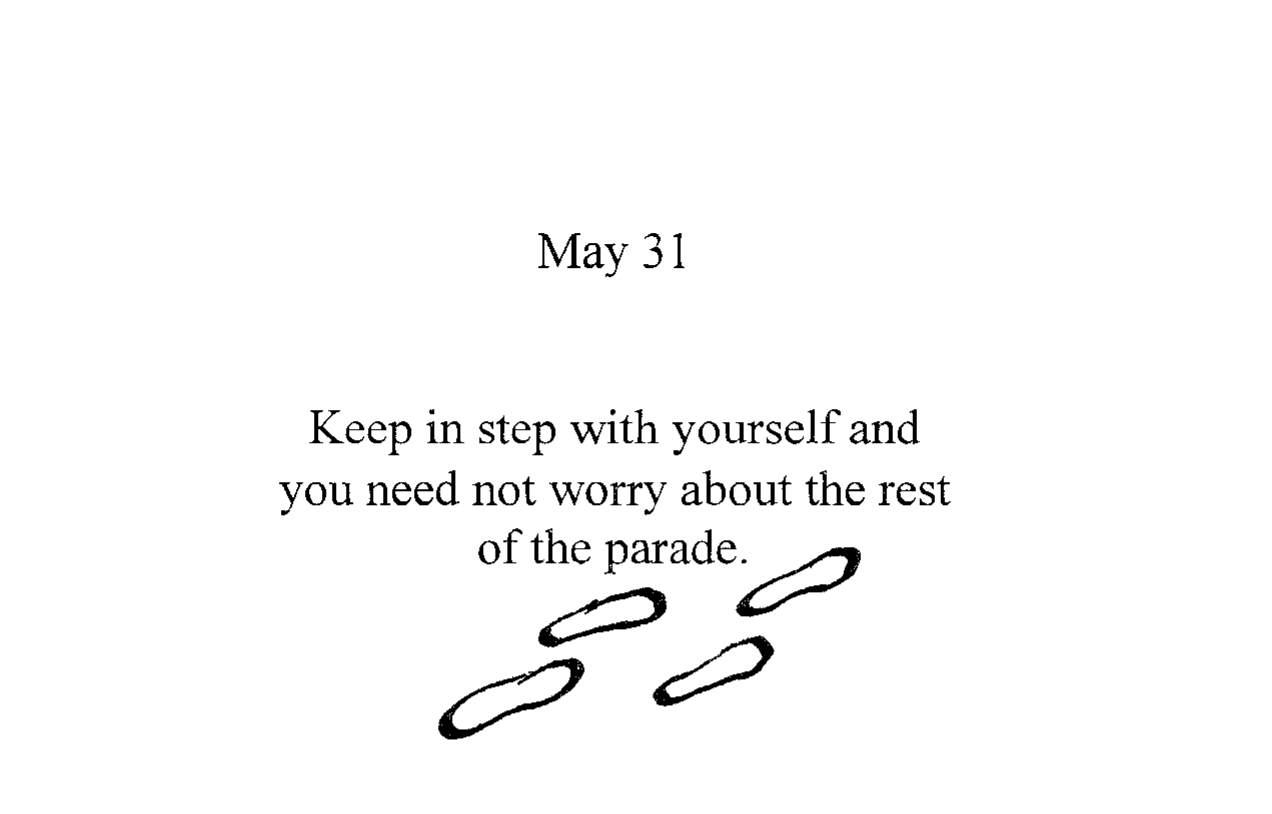 May 31
Keep in step with yourself and
you need not worry about the rest
of the parade.